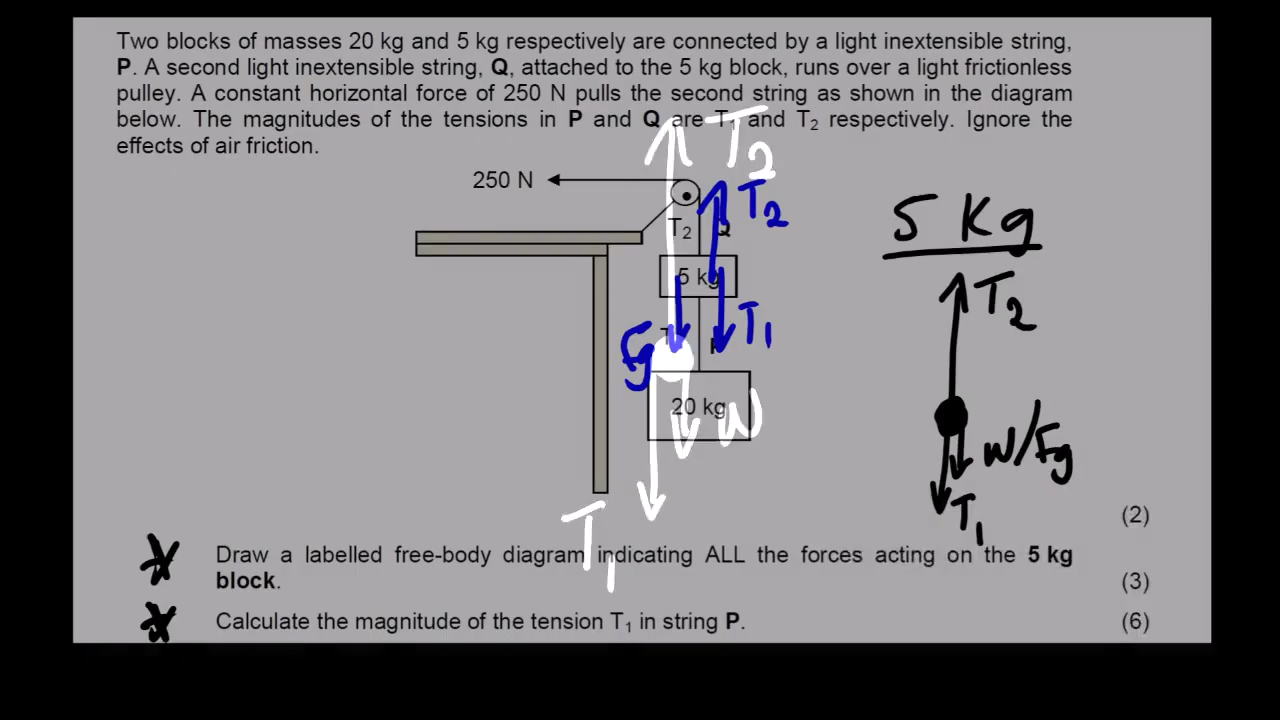 Two blocks of masses 20 kg and 5 kg respectively are connected by a light inextensible string,
P. A second light inextensible string, Q, attached to the 5 kg block, runs over a light frictionless
pulley. A constant horizontal force of 250 N pulls the second string as shown in the diagram
below. The magnitudes of the tensions in P and Q are T₁ and T₂ respectively. Ignore the
effects of air friction.
T₂
250 N
T₂
5 Kg
T₂ Q
5 kg
T₂
T₁
Fg
20 kg
W
W/Fg
T₁
T₁
(2)
Draw a labelled free-body diagram indicating ALL the forces acting on the 5 kg
block. (3)
Calculate the magnitude of the tension T₁ in string P. (6)